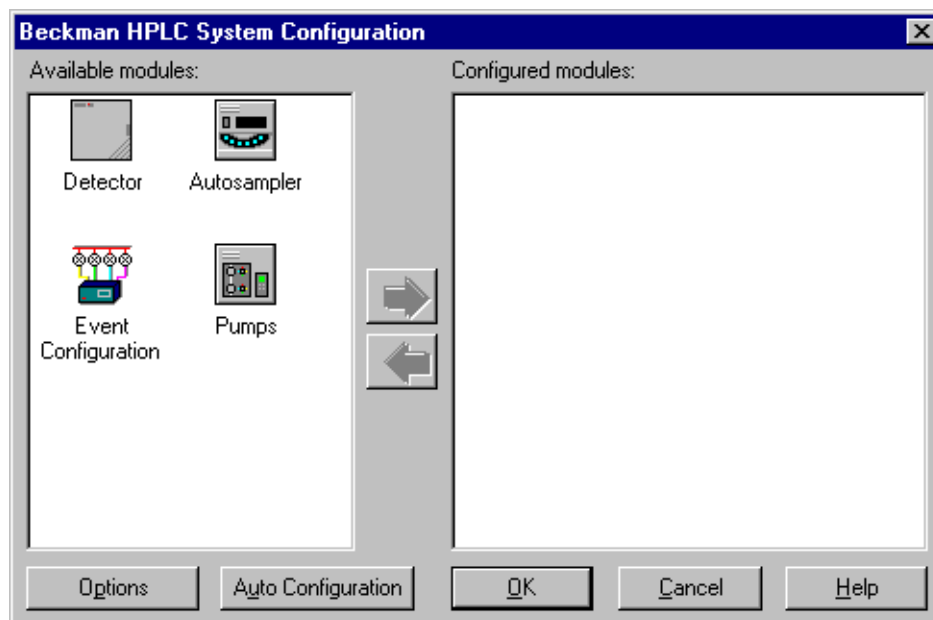 Beckman HPLC System Configuration
Available modules:
Configured modules:
Detector
Autosampler
Event
Configuration
Pumps
Options
Auto Configuration
OK
Cancel
Help